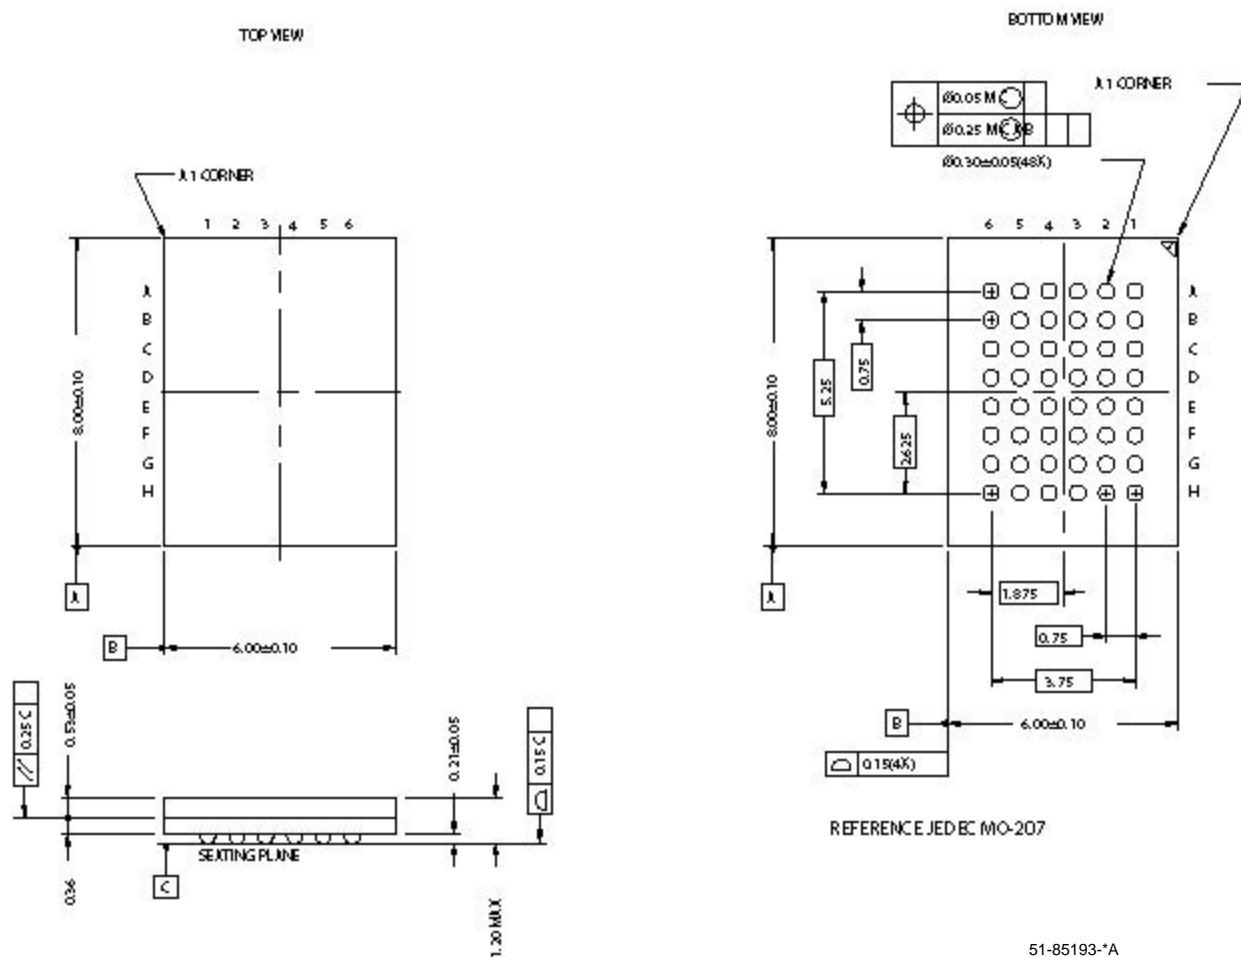 TOP VIEW
BOTTOM VIEW
A1 CORNER
Ø0.05 M C
Ø0.25 M C A B
Ø0.30±0.05(48X)
A1 CORNER
1 2 3 4 5 6
6 5 4 3 2 1
A
B
C
D
E
F
G
H
8.00±0.10
A
B
6.00±0.10
A
B
C
D
E
F
G
H
8.00±0.10
5.25
0.75
2.625
A
1.875
0.75
3.75
B
6.00±0.10
0.15(4X)
0.25 C
0.53±0.05
0.36
0.21±0.05
0.15 C
SEATING PLANE
C
1.20 MAX
REFERENCE JEDEC MO-207
51-85193-*A